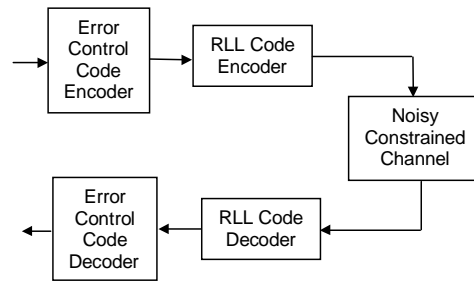 Error
Control
Code
Encoder
RLL Code
Encoder
Noisy
Constrained
Channel
RLL Code
Decoder
Error
Control
Code
Decoder